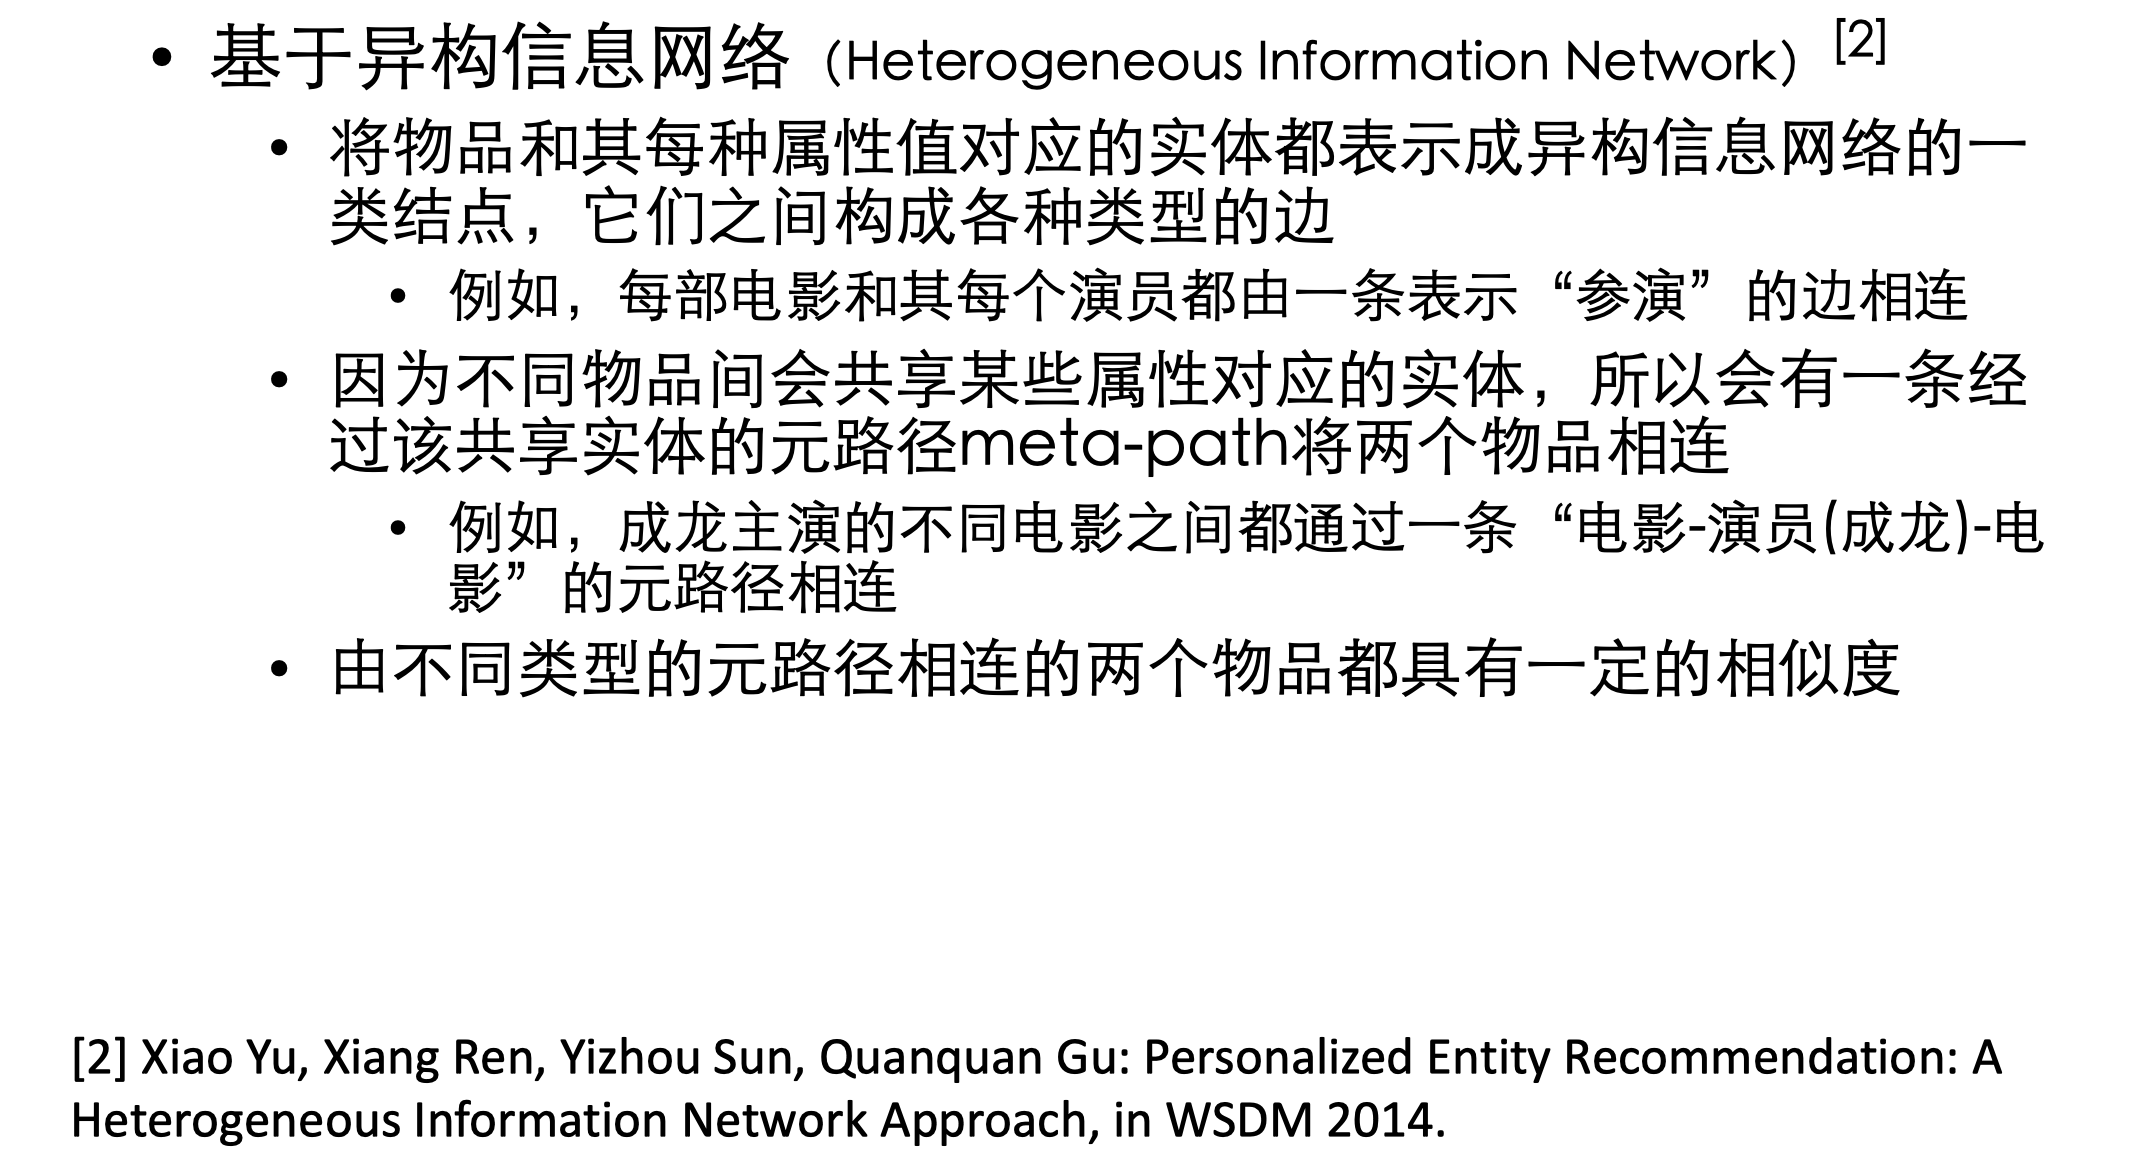 • 基于异构信息网络（Heterogeneous Information Network）[2]
• 将物品和其每种属性值对应的实体都表示成异构信息网络的一
类结点，它们之间构成各种类型的边
• 例如，每部电影和其每个演员都由一条表示“参演”的边相连
• 因为不同物品间会共享某些属性对应的实体，所以会有一条经
过该共享实体的元路径meta-path将两个物品相连
• 例如，成龙主演的不同电影之间都通过一条“电影-演员(成龙)-电
影”的元路径相连
• 由不同类型的元路径相连的两个物品都具有一定的相似度
[2] Xiao Yu, Xiang Ren, Yizhou Sun, Quanquan Gu: Personalized Entity Recommendation: A
Heterogeneous Information Network Approach, in WSDM 2014.